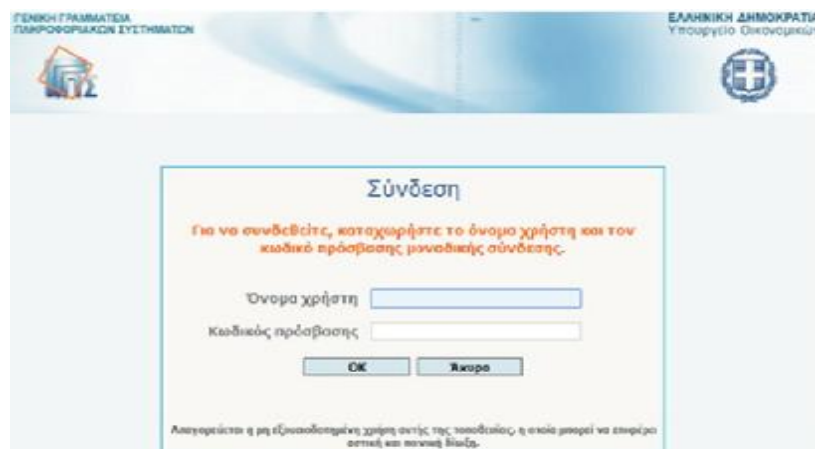 ΓΕΝΙΚΗ ΓΡΑΜΜΑΤΕΙΑ
ΠΛΗΡΟΦΟΡΙΑΚΩΝ ΣΥΣΤΗΜΑΤΩΝ
ΕΛΛΗΝΙΚΗ ΔΗΜΟΚΡΑΤΙΑ
Υπουργείο Οικονομικών
Σύνδεση
Για να συνδεθείτε, καταχωρήστε το όνομα χρήστη και τον
κωδικό πρόσβασης μοναδικής σύνδεσης.
Όνομα χρήστη
Κωδικός πρόσβασης
OK
Άκυρο
Απαγορεύεται η μη εξουσιοδοτημένη χρήση αυτής της τοποθεσίας, η οποία μπορεί να επιφέρει
αστική και ποινική δίωξη.